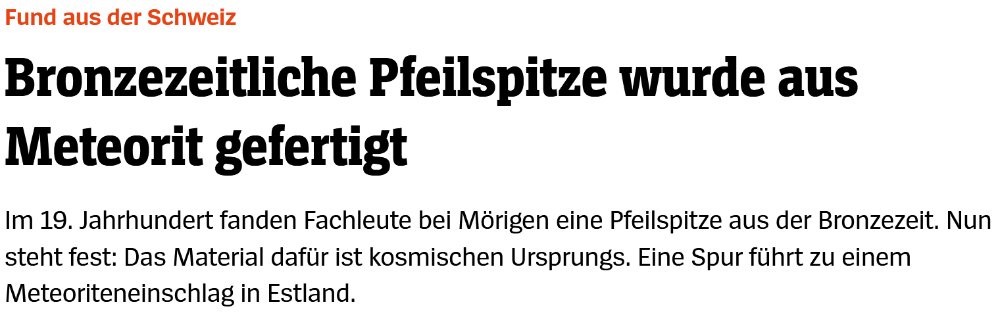 Fund aus der Schweiz
Bronzezeitliche Pfeilspitze wurde aus
Meteorit gefertigt
Im 19. Jahrhundert fanden Fachleute bei Mörigen eine Pfeilspitze aus der Bronzezeit. Nun
steht fest: Das Material dafür ist kosmischen Ursprungs. Eine Spur führt zu einem
Meteoriteneinschlag in Estland.